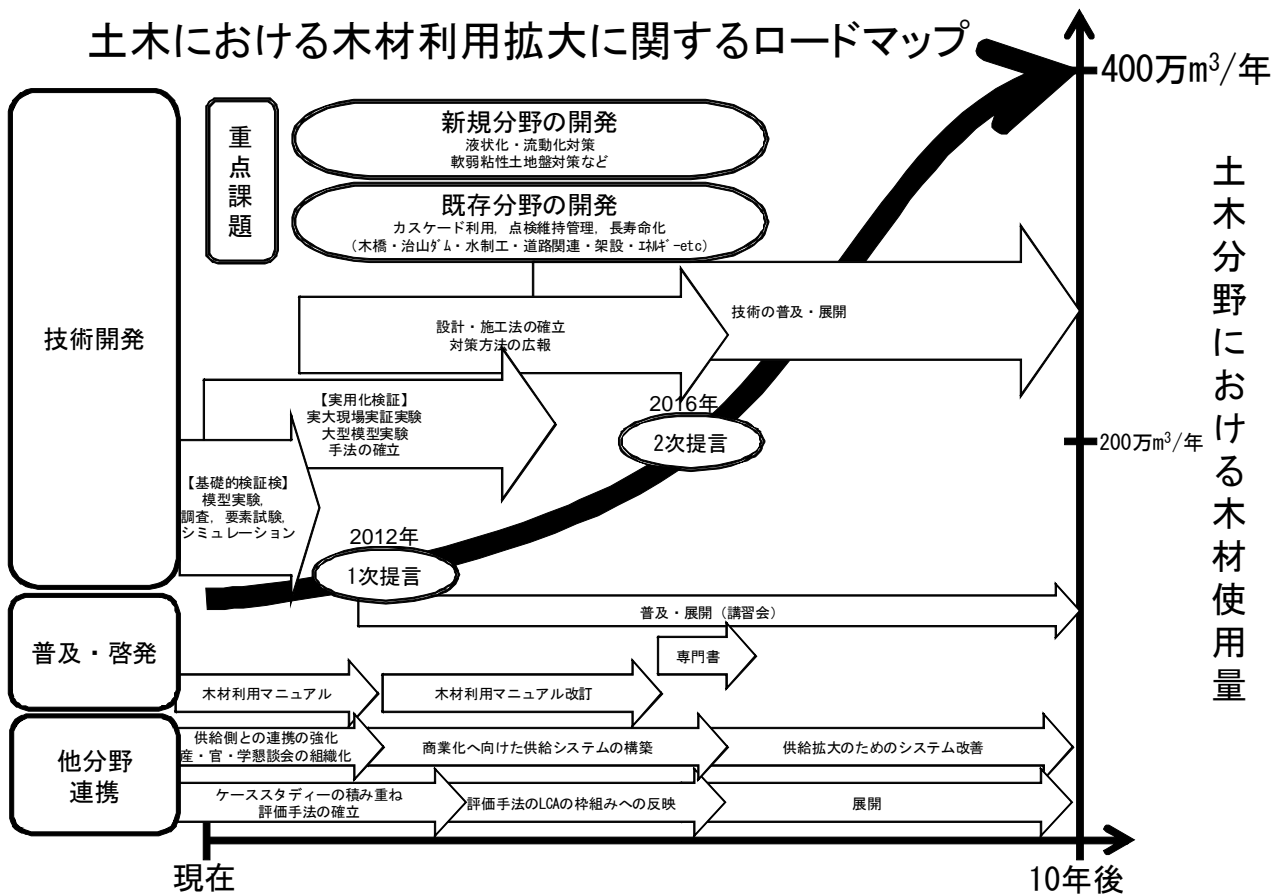 土木における木材利用拡大に関するロードマップ
400万m³/年
技術開発
重点課題
新規分野の開発
液状化・流動化対策
軟弱粘性土地盤対策など
既存分野の開発
カスケード利用，点検維持管理，長寿命化
(木橋・治山ﾀﾞﾑ・水制工・道路関連・架設・ｴﾈﾙｷﾞｰetc)
技術の普及・展開
設計・施工法の確立
対策方法の広報
【実用化検証】
実大現場実証実験
大型模型実験
手法の確立
【基礎的検証検】
模型実験，
調査，要素試験，
シミュレーション
2016年
2次提言
200万m³/年
2012年
1次提言
土木分野における木材使用量
普及・啓発
普及・展開（講習会）
専門書
木材利用マニュアル
木材利用マニュアル改訂
他分野
連携
供給側との連携の強化
産・官・学懇談会の組織化
商業化へ向けた供給システムの構築
供給拡大のためのシステム改善
ケーススタディーの積み重ね
評価手法の確立
評価手法のLCAの枠組みへの反映
展開
現在
10年後